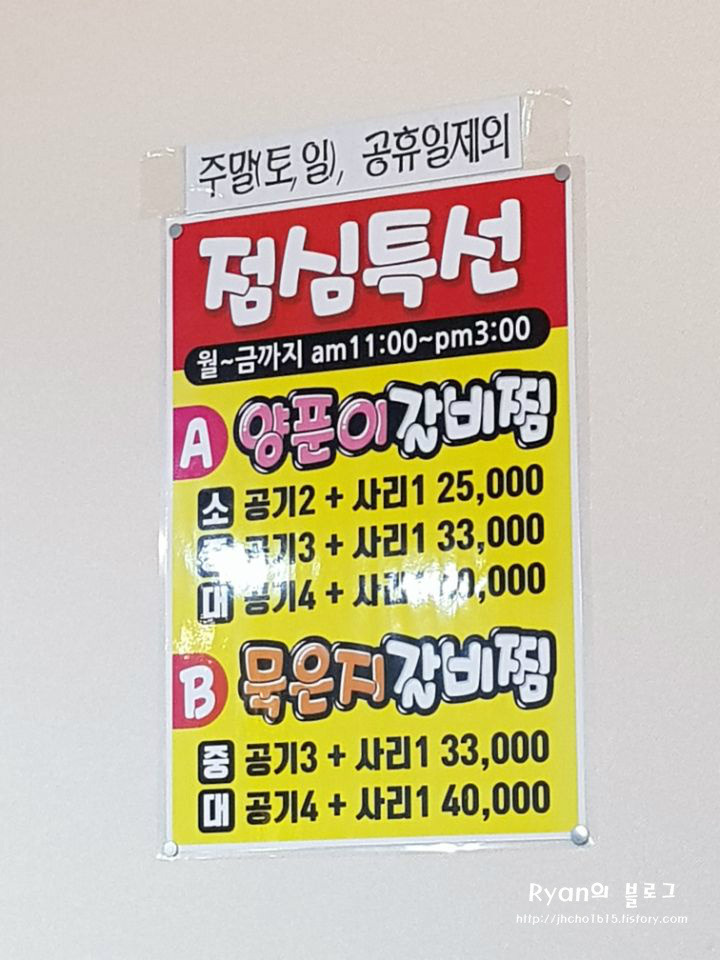 주말(토,일), 공휴일제외
점심특선
월~금까지 am11:00~pm3:00
A 양푼이갈비찜
소 공기2 + 사리1 25,000
공기3 + 사리1 33,000
대 공기4 + 사리1
B 묵은지갈비찜
중 공기3 + 사리1 33,000
대 공기4 + 사리1 40,000
Ryan의 블로그
http://jhcho1615.tistory.com